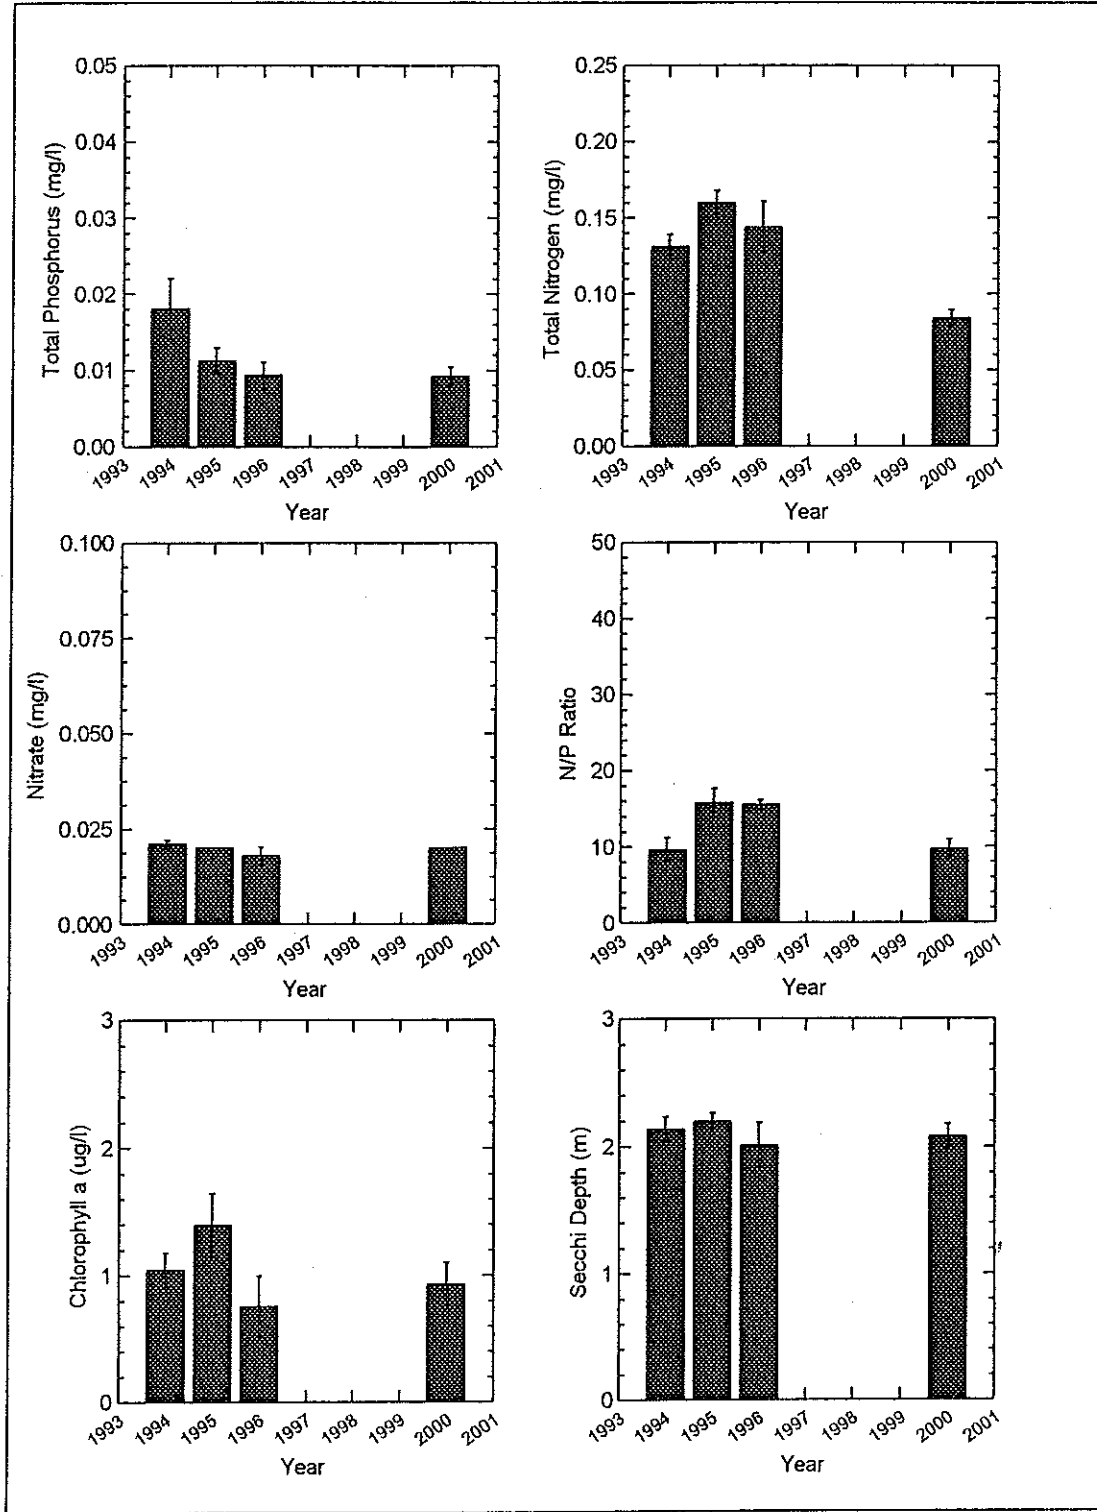 Total Phosphorus (mg/l)
0.05
0.04
0.03
0.02
0.01
0.00
1993 1994 1995 1996 1997 1998 1999 2000 2001
Year
Total Nitrogen (mg/l)
0.25
0.20
0.15
0.10
0.05
0.00
1993 1994 1995 1996 1997 1998 1999 2000 2001
Year
Nitrate (mg/l)
0.100
0.075
0.050
0.025
0.000
1993 1994 1995 1996 1997 1998 1999 2000 2001
Year
N/P Ratio
50
40
30
20
10
0
1993 1994 1995 1996 1997 1998 1999 2000 2001
Year
Chlorophyll a (ug/l)
3
2
1
0
1993 1994 1995 1996 1997 1998 1999 2000 2001
Year
Secchi Depth (m)
3
2
1
0
1993 1994 1995 1996 1997 1998 1999 2000 2001
Year